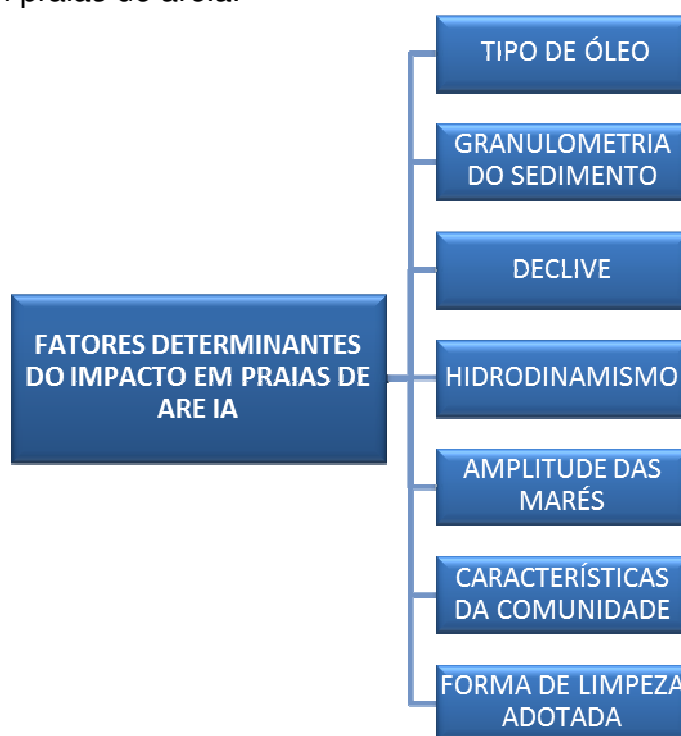 praias de areia.
TIPO DE ÓLEO
GRANULOMETRIA
DO SEDIMENTO
DECLIVE
FATORES DETERMINANTES
DO IMPACTO EM PRAIAS DE
ARE IA
HIDRODINAMISMO
AMPLITUDE DAS
MARÉS
CARACTERÍSTICAS
DA COMUNIDADE
FORMA DE LIMPEZA
ADOTADA